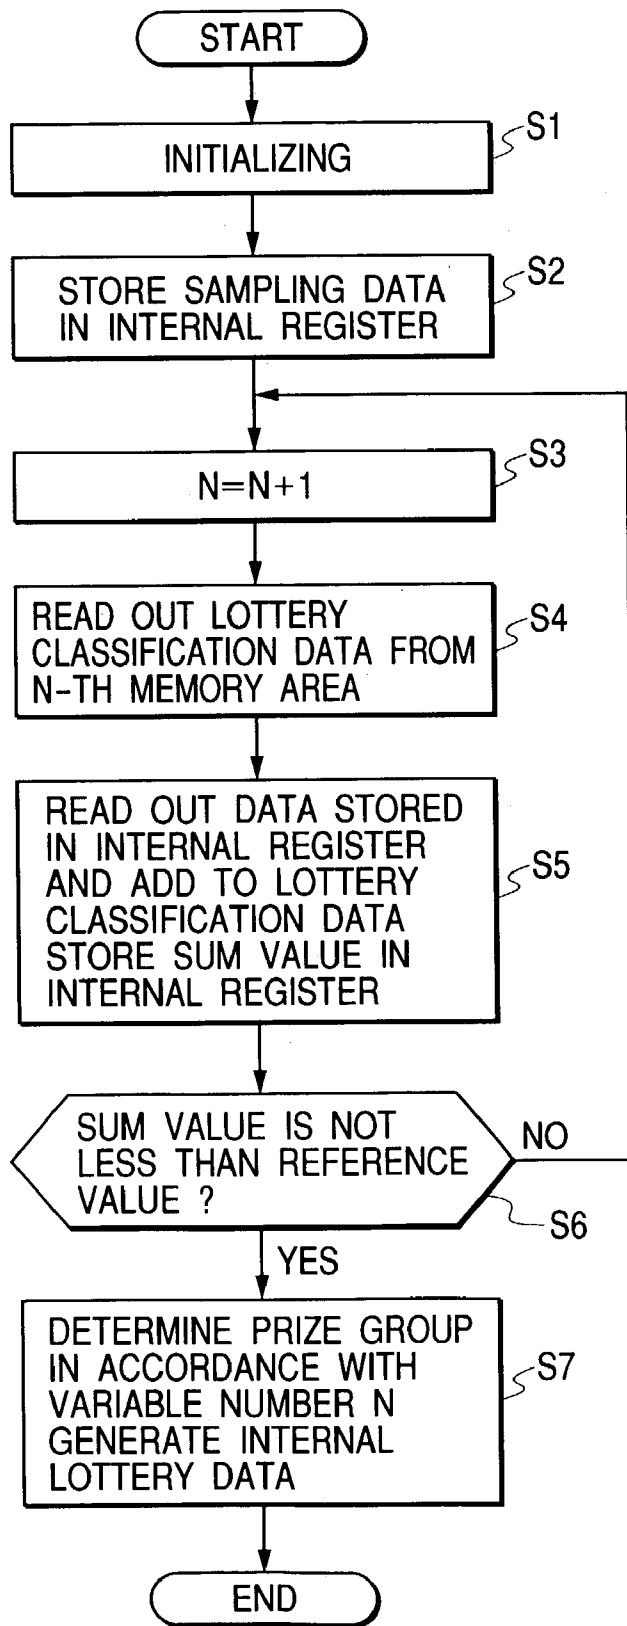 START
INITIALIZING
S1
STORE SAMPLING DATA
IN INTERNAL REGISTER
S2
N=N+1
S3
READ OUT LOTTERY
CLASSIFICATION DATA FROM
N-TH MEMORY AREA
S4
READ OUT DATA STORED
IN INTERNAL REGISTER
AND ADD TO LOTTERY
CLASSIFICATION DATA
STORE SUM VALUE IN
INTERNAL REGISTER
S5
SUM VALUE IS NOT
LESS THAN REFERENCE
VALUE ?
NO
S6
YES
DETERMINE PRIZE GROUP
IN ACCORDANCE WITH
VARIABLE NUMBER N
GENERATE INTERNAL
LOTTERY DATA
S7
END